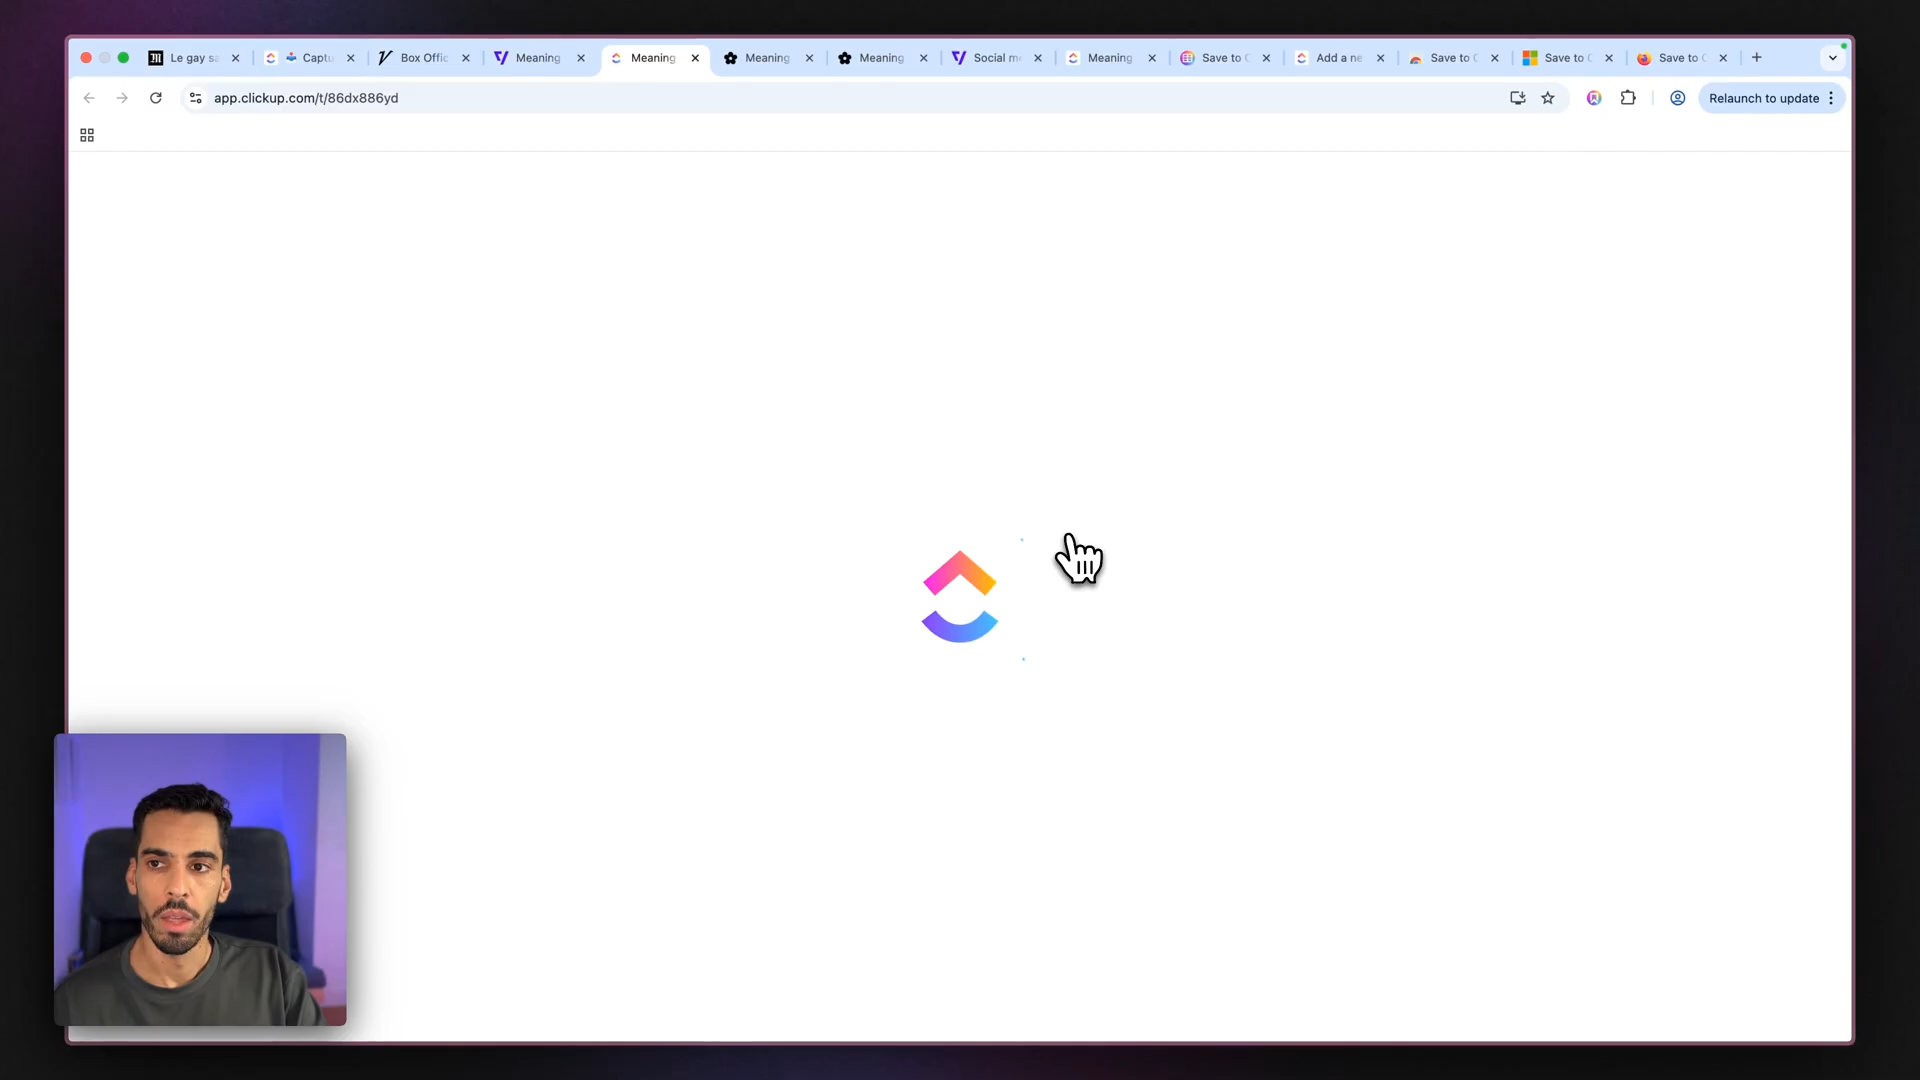 Le gay sa
Captu
Box Offic
Meaning
Meaning
Meaning
Meaning
Social me
Meaning
Save to C
Add a ne
Save to C
Save to C
Save to C
app.clickup.com/t/86dx886yd
Relaunch to update